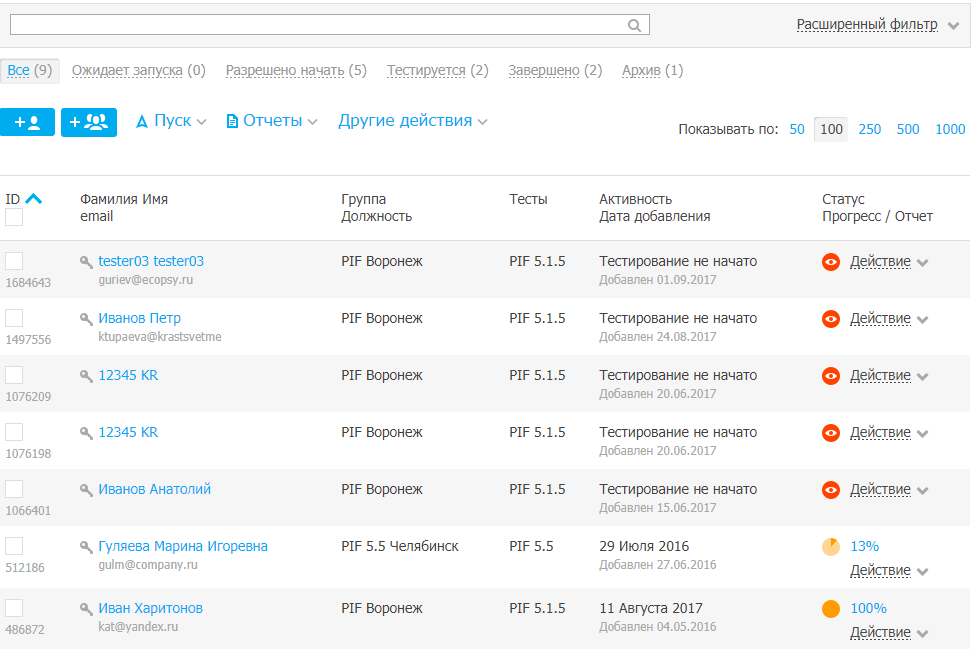 Расширенный фильтр
Все (9) Ожидает запуска (0) Разрешено начать (5) Тестируется (2) Завершено (2) Архив (1)
+ + Пуск Отчеты Другие действия
Показывать по: 50 100 250 500 1000
ID Фамилия Имя Группа Тесты Активность Статус
email Должность Дата добавления Прогресс / Отчет
tester03 tester03 PIF Воронеж PIF 5.1.5 Тестирование не начато Действие
1684643 guriev@ecopsy.ru Добавлен 01.09.2017
Иванов Петр PIF Воронеж PIF 5.1.5 Тестирование не начато Действие
1497556 ktupaeva@krastsvetme Добавлен 24.08.2017
12345 KR PIF Воронеж PIF 5.1.5 Тестирование не начато Действие
1076209 Добавлен 20.06.2017
12345 KR PIF Воронеж PIF 5.1.5 Тестирование не начато Действие
1076198 Добавлен 20.06.2017
Иванов Анатолий PIF Воронеж PIF 5.1.5 Тестирование не начато Действие
1066401 Добавлен 15.06.2017
Гуляева Марина Игоревна PIF 5.5 Челябинск PIF 5.5 29 Июля 2016 13%
512186 gulm@company.ru Добавлен 27.06.2016 Действие
Иван Харитонов PIF Воронеж PIF 5.1.5 11 Августа 2017 100%
486872 kat@yandex.ru Добавлен 04.05.2016 Действие